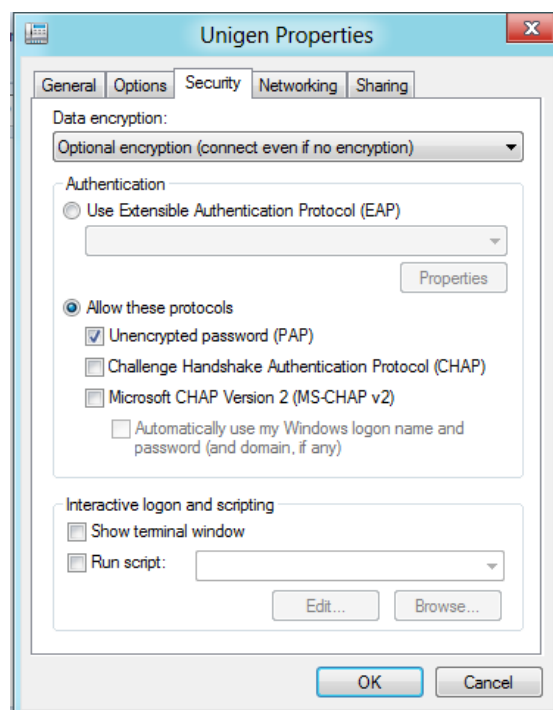 Unigen Properties
General Options Security Networking Sharing
Data encryption:
Optional encryption (connect even if no encryption)
Authentication
Use Extensible Authentication Protocol (EAP)
Properties
Allow these protocols
Unencrypted password (PAP)
Challenge Handshake Authentication Protocol (CHAP)
Microsoft CHAP Version 2 (MS-CHAP v2)
Automatically use my Windows logon name and
password (and domain, if any)
Interactive logon and scripting
Show terminal window
Run script:
Edit... Browse...
OK Cancel